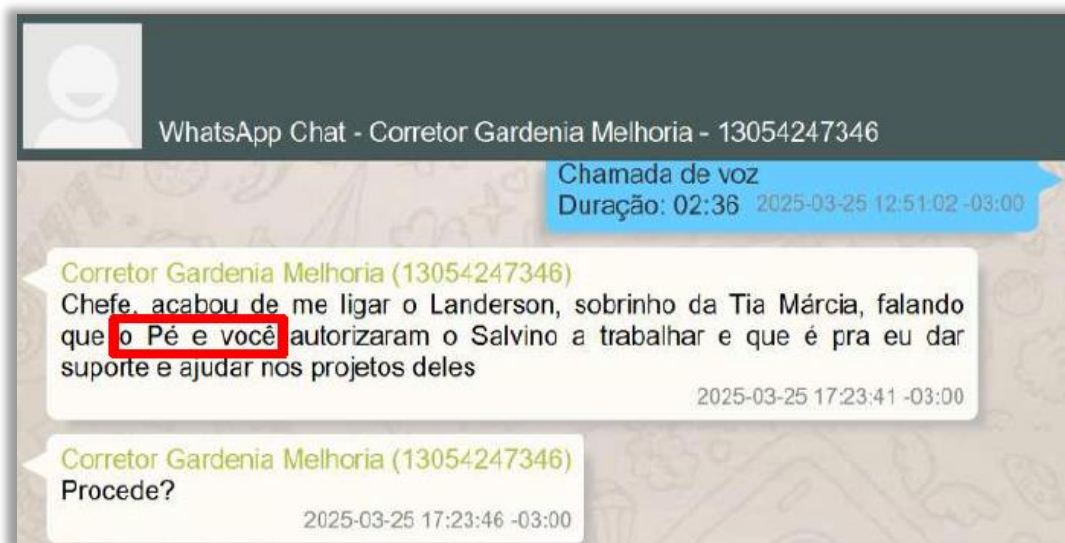 WhatsApp Chat - Corretor Gardenia Melhoria - 13054247346
Chamada de voz
Duração: 02:36 2025-03-25 12:51:02 -03:00
Corretor Gardenia Melhoria (13054247346)
Chefe, acabou de me ligar o Landerson, sobrinho da Tia Márcia, falando
que o Pé e você autorizaram o Salvino a trabalhar e que é pra eu dar
suporte e ajudar nos projetos deles
2025-03-25 17:23:41 -03:00
Corretor Gardenia Melhoria (13054247346)
Procede?
2025-03-25 17:23:46 -03:00